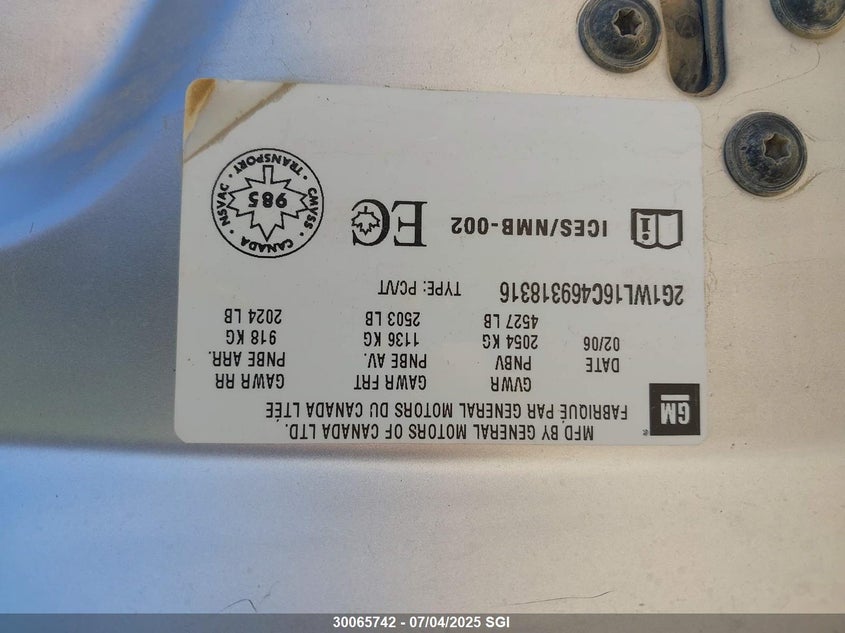 GM
MFD BY GENERAL MOTORS OF CANADA LTD.
FABRIQUÉ PAR GENERAL MOTORS DU CANADA LTÉE
DATE GVWR GAWR FRT GAWR RR
PNBV PNBE AV. PNBE ARR.
02/06 2054 KG 1136 KG 918 KG
4527 LB 2503 LB 2024 LB
2G1WL16C469318316 TYPE: PC/VT
ICES/NMB-002 EC
CANADA · TRANSPORT · NSVAC · CMVSS ·
985
30065742 - 07/04/2025 SGI